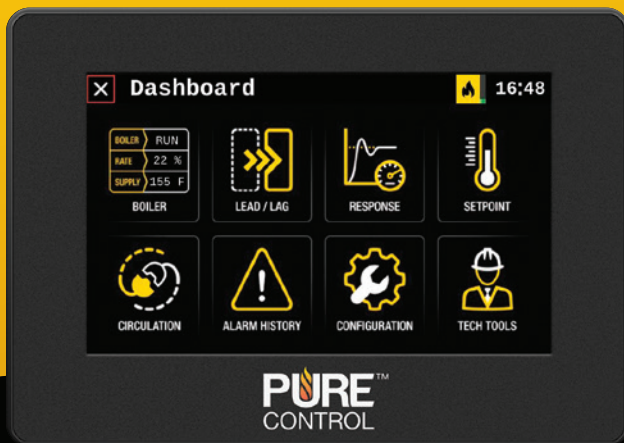 Dashboard
16:48
BOILER RUN
RATE 22 %
SUPPLY 155 F
BOILER
LEAD / LAG
RESPONSE
SETPOINT
CIRCULATION
ALARM HISTORY
CONFIGURATION
TECH TOOLS
PURE™
CONTROL